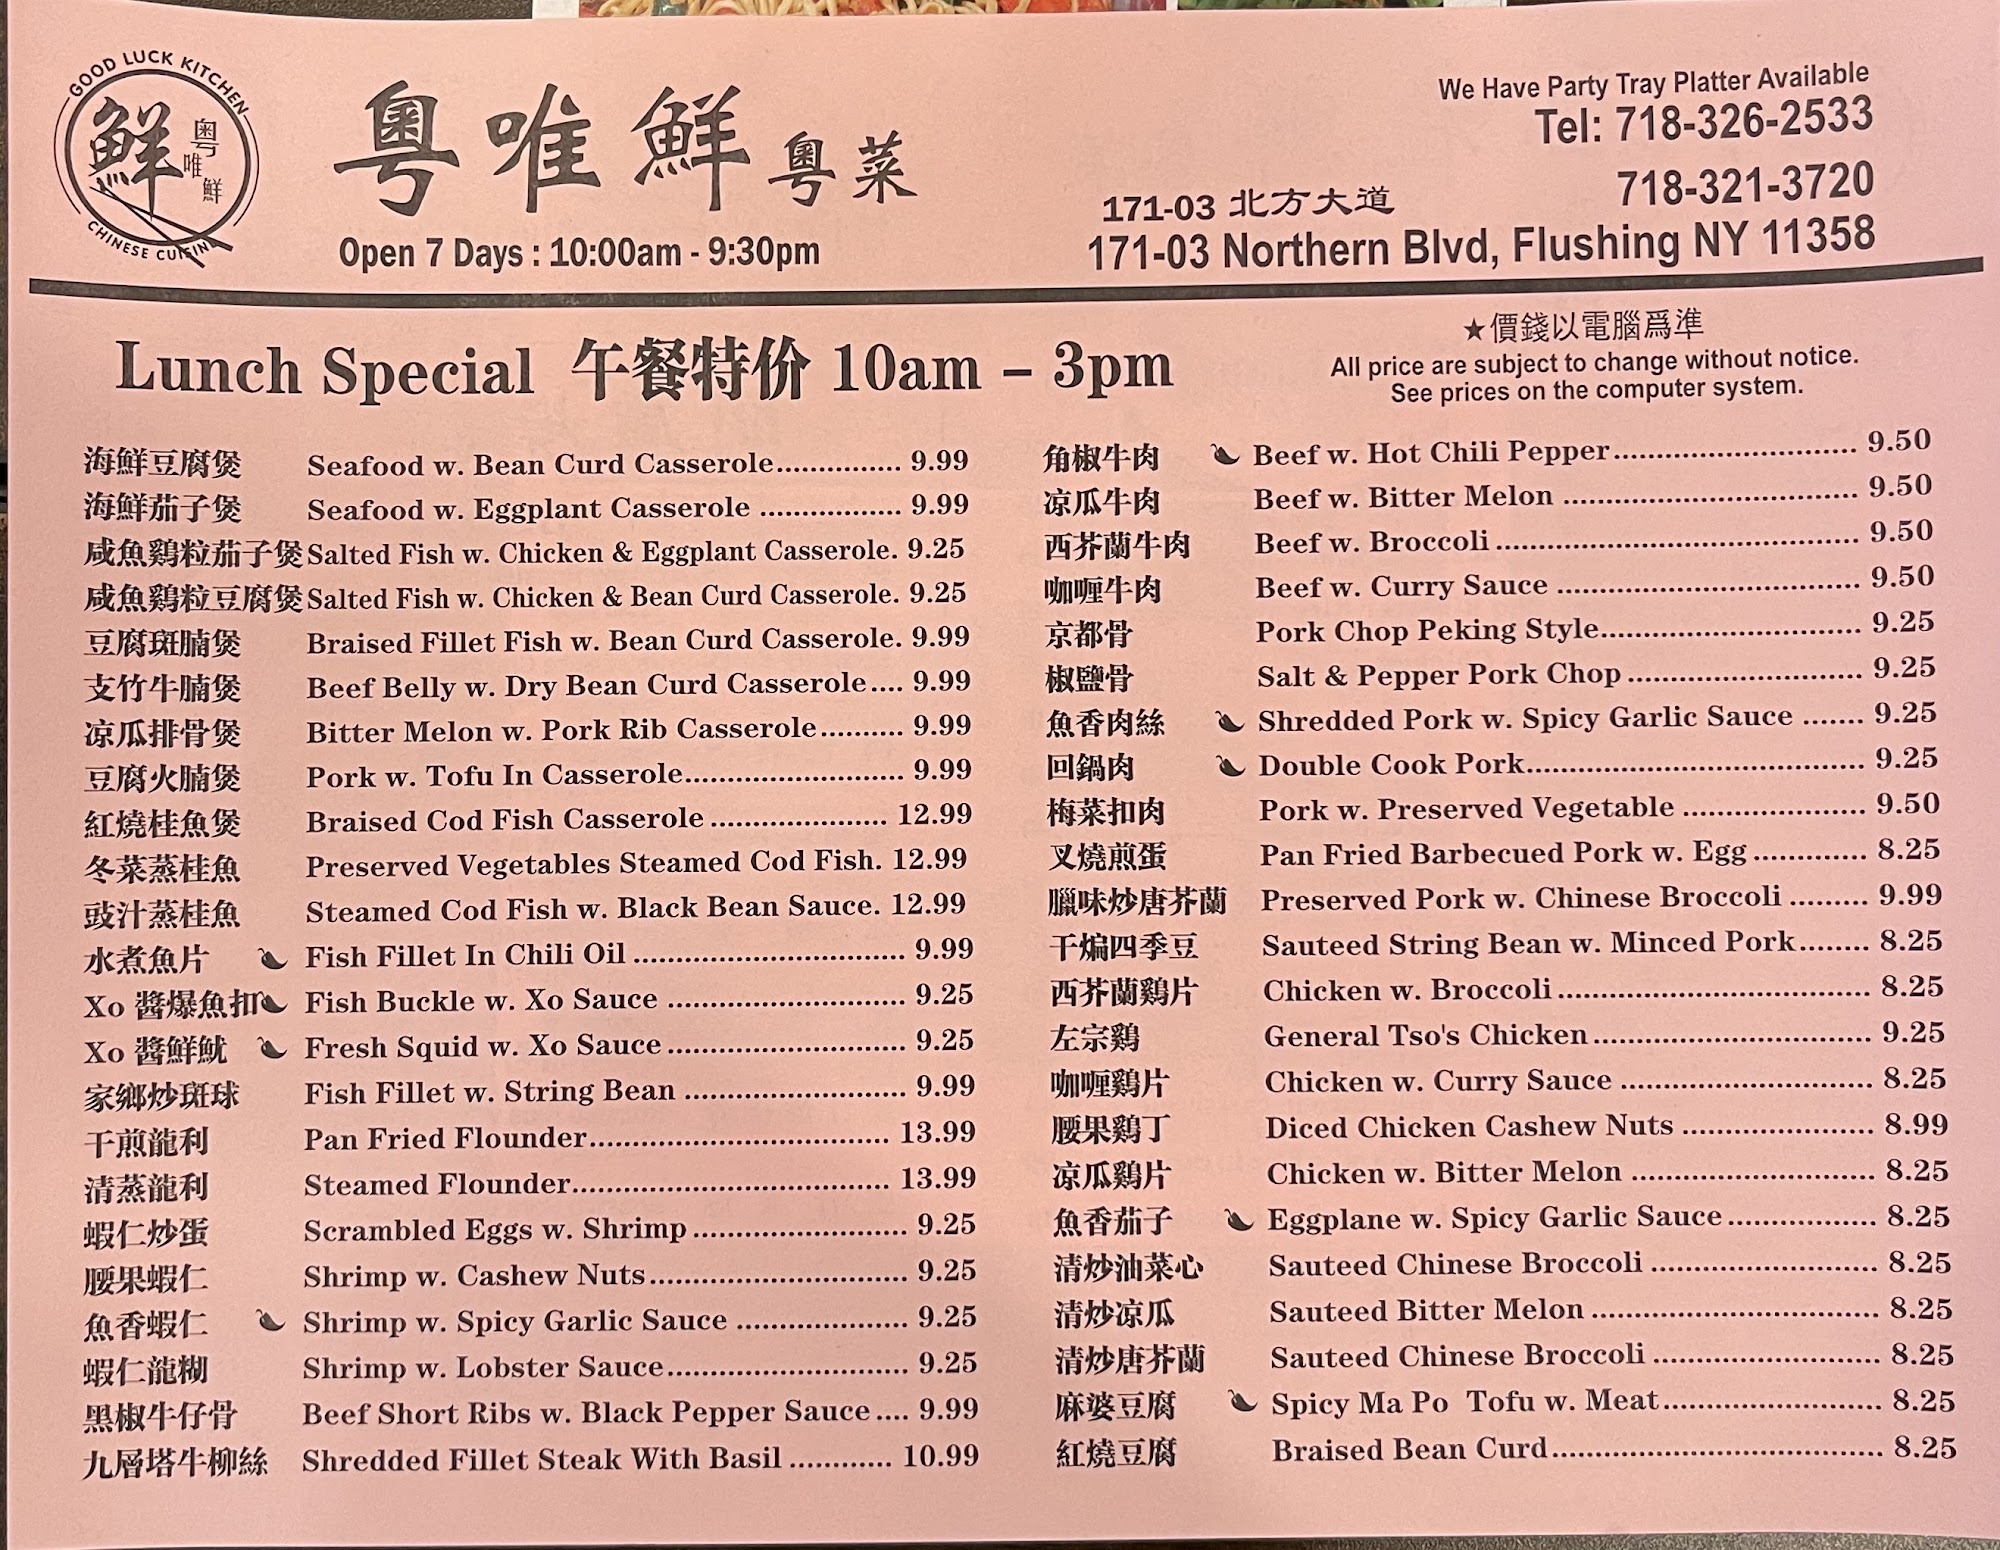 GOOD LUCK KITCHEN
鮮 粤唯鮮
CHINESE CUISINE
粤唯鮮 粤菜
Open 7 Days : 10:00am - 9:30pm
We Have Party Tray Platter Available
Tel: 718-326-2533
718-321-3720
171-03 北方大道
171-03 Northern Blvd, Flushing NY 11358
Lunch Special 午餐特价 10am – 3pm
★價錢以電腦爲準
All price are subject to change without notice.
See prices on the computer system.
海鮮豆腐煲 Seafood w. Bean Curd Casserole............... 9.99
海鮮茄子煲 Seafood w. Eggplant Casserole ................. 9.99
咸魚鷄粒茄子煲 Salted Fish w. Chicken & Eggplant Casserole. 9.25
咸魚鷄粒豆腐煲 Salted Fish w. Chicken & Bean Curd Casserole. 9.25
豆腐斑腩煲 Braised Fillet Fish w. Bean Curd Casserole. 9.99
支竹牛腩煲 Beef Belly w. Dry Bean Curd Casserole.... 9.99
凉瓜排骨煲 Bitter Melon w. Pork Rib Casserole.......... 9.99
豆腐火腩煲 Pork w. Tofu In Casserole.......................... 9.99
紅燒桂魚煲 Braised Cod Fish Casserole ..................... 12.99
冬菜蒸桂魚 Preserved Vegetables Steamed Cod Fish. 12.99
豉汁蒸桂魚 Steamed Cod Fish w. Black Bean Sauce. 12.99
水煮魚片 Fish Fillet In Chili Oil ................................ 9.99
Xo 醬爆魚扣 Fish Buckle w. Xo Sauce ............................ 9.25
Xo 醬鮮魷 Fresh Squid w. Xo Sauce ............................ 9.25
家鄉炒斑球 Fish Fillet w. String Bean .......................... 9.99
干煎龍利 Pan Fried Flounder................................... 13.99
清蒸龍利 Steamed Flounder..................................... 13.99
蝦仁炒蛋 Scrambled Eggs w. Shrimp ......................... 9.25
腰果蝦仁 Shrimp w. Cashew Nuts.............................. 9.25
魚香蝦仁 Shrimp w. Spicy Garlic Sauce .................... 9.25
蝦仁龍糊 Shrimp w. Lobster Sauce............................ 9.25
黑椒牛仔骨 Beef Short Ribs w. Black Pepper Sauce .... 9.99
九層塔牛柳絲 Shredded Fillet Steak With Basil ............ 10.99
角椒牛肉 Beef w. Hot Chili Pepper............................ 9.50
凉瓜牛肉 Beef w. Bitter Melon .................................. 9.50
西芥蘭牛肉 Beef w. Broccoli .......................................... 9.50
咖喱牛肉 Beef w. Curry Sauce ................................... 9.50
京都骨 Pork Chop Peking Style.............................. 9.25
椒鹽骨 Salt & Pepper Pork Chop ........................... 9.25
魚香肉絲 Shredded Pork w. Spicy Garlic Sauce ....... 9.25
回鍋肉 Double Cook Pork....................................... 9.25
梅菜扣肉 Pork w. Preserved Vegetable ..................... 9.50
叉燒煎蛋 Pan Fried Barbecued Pork w. Egg ............. 8.25
臘味炒唐芥蘭 Preserved Pork w. Chinese Broccoli ......... 9.99
干煸四季豆 Sauteed String Bean w. Minced Pork........ 8.25
西芥蘭鷄片 Chicken w. Broccoli .................................... 8.25
左宗鷄 General Tso's Chicken ................................ 9.25
咖喱鷄片 Chicken w. Curry Sauce ............................. 8.25
腰果鷄丁 Diced Chicken Cashew Nuts ...................... 8.99
凉瓜鷄片 Chicken w. Bitter Melon ............................ 8.25
魚香茄子 Eggplane w. Spicy Garlic Sauce ................. 8.25
清炒油菜心 Sauteed Chinese Broccoli .......................... 8.25
清炒凉瓜 Sauteed Bitter Melon ................................. 8.25
清炒唐芥蘭 Sauteed Chinese Broccoli .......................... 8.25
麻婆豆腐 Spicy Ma Po Tofu w. Meat......................... 8.25
紅燒豆腐 Braised Bean Curd...................................... 8.25